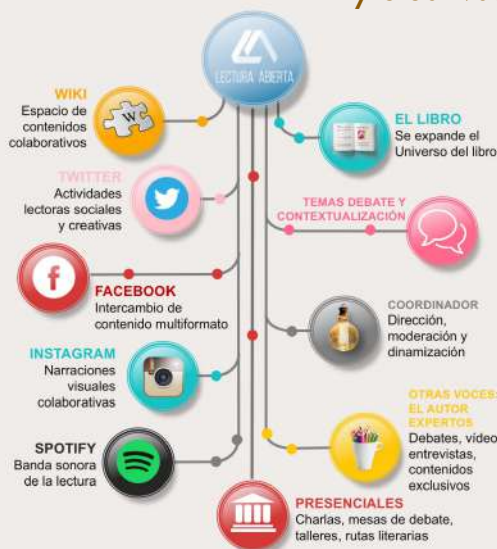 LECTURA ABIERTA
WIKI
Espacio de
contenidos
colaborativos
W
EL LIBRO
Se expande el
Universo del libro
TWITTER
Actividades
lectoras sociales
y creativas
TEMAS DEBATE Y
CONTEXTUALIZACIÓN
FACEBOOK
Intercambio de
contenido multiformato
COORDINADOR
Dirección,
moderación y
dinamización
INSTAGRAM
Narraciones
visuales
colaborativas
OTRAS VOCES:
EL AUTOR
EXPERTOS
Debates, vídeo
entrevistas,
contenidos
exclusivos
SPOTIFY
Banda sonora
de la lectura
PRESENCIALES
Charlas, mesas de debate,
talleres, rutas literarias